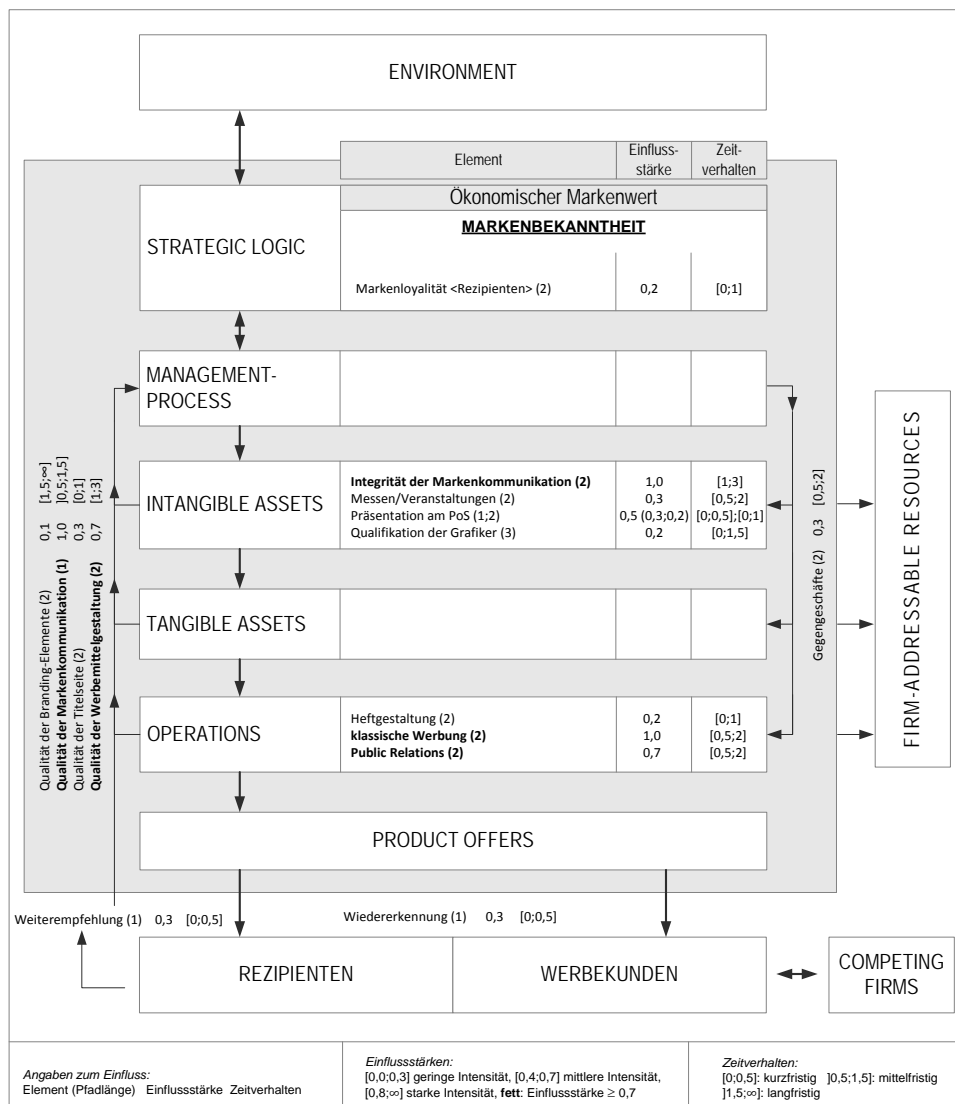 ENVIRONMENT
Element
Einfluss-
stärke
Zeit-
verhalten
Ökonomischer Markenwert
MARKENBEKANNTHEIT
STRATEGIC LOGIC
Markenloyalität <Rezipienten> (2) 0,2 [0;1]
MANAGEMENT-
PROCESS
INTANGIBLE ASSETS
Integrität der Markenkommunikation (2) 1,0 [1;3]
Messen/Veranstaltungen (2) 0,3 [0,5;2]
Präsentation am PoS (1;2) 0,5 (0,3;0,2) [0;0,5];[0;1]
Qualifikation der Grafiker (3) 0,2 [0;1,5]
TANGIBLE ASSETS
OPERATIONS
Heftgestaltung (2) 0,2 [0;1]
klassische Werbung (2) 1,0 [0,5;2]
Public Relations (2) 0,7 [0,5;2]
PRODUCT OFFERS
Qualität der Branding-Elemente (2) 0,1 [1,5;∞]
Qualität der Markenkommunikation (1) 1,0 ]0,5;1,5]
Qualität der Titelseite (2) 0,3 [0;1]
Qualität der Werbemittelgestaltung (2) 0,7 [1;3]
Gegengeschäfte (2) 0,3 [0,5;2]
FIRM-ADDRESSABLE RESOURCES
Weiterempfehlung (1) 0,3 [0;0,5]
Wiedererkennung (1) 0,3 [0;0,5]
REZIPIENTEN
WERBEKUNDEN
COMPETING
FIRMS
Angaben zum Einfluss:
Element (Pfadlänge) Einflussstärke Zeitverhalten
Einflussstärken:
[0,0;0,3] geringe Intensität, [0,4;0,7] mittlere Intensität,
[0,8;∞] starke Intensität, fett: Einflussstärke ≥ 0,7
Zeitverhalten:
[0;0,5]: kurzfristig ]0,5;1,5]: mittelfristig
]1,5;∞]: langfristig